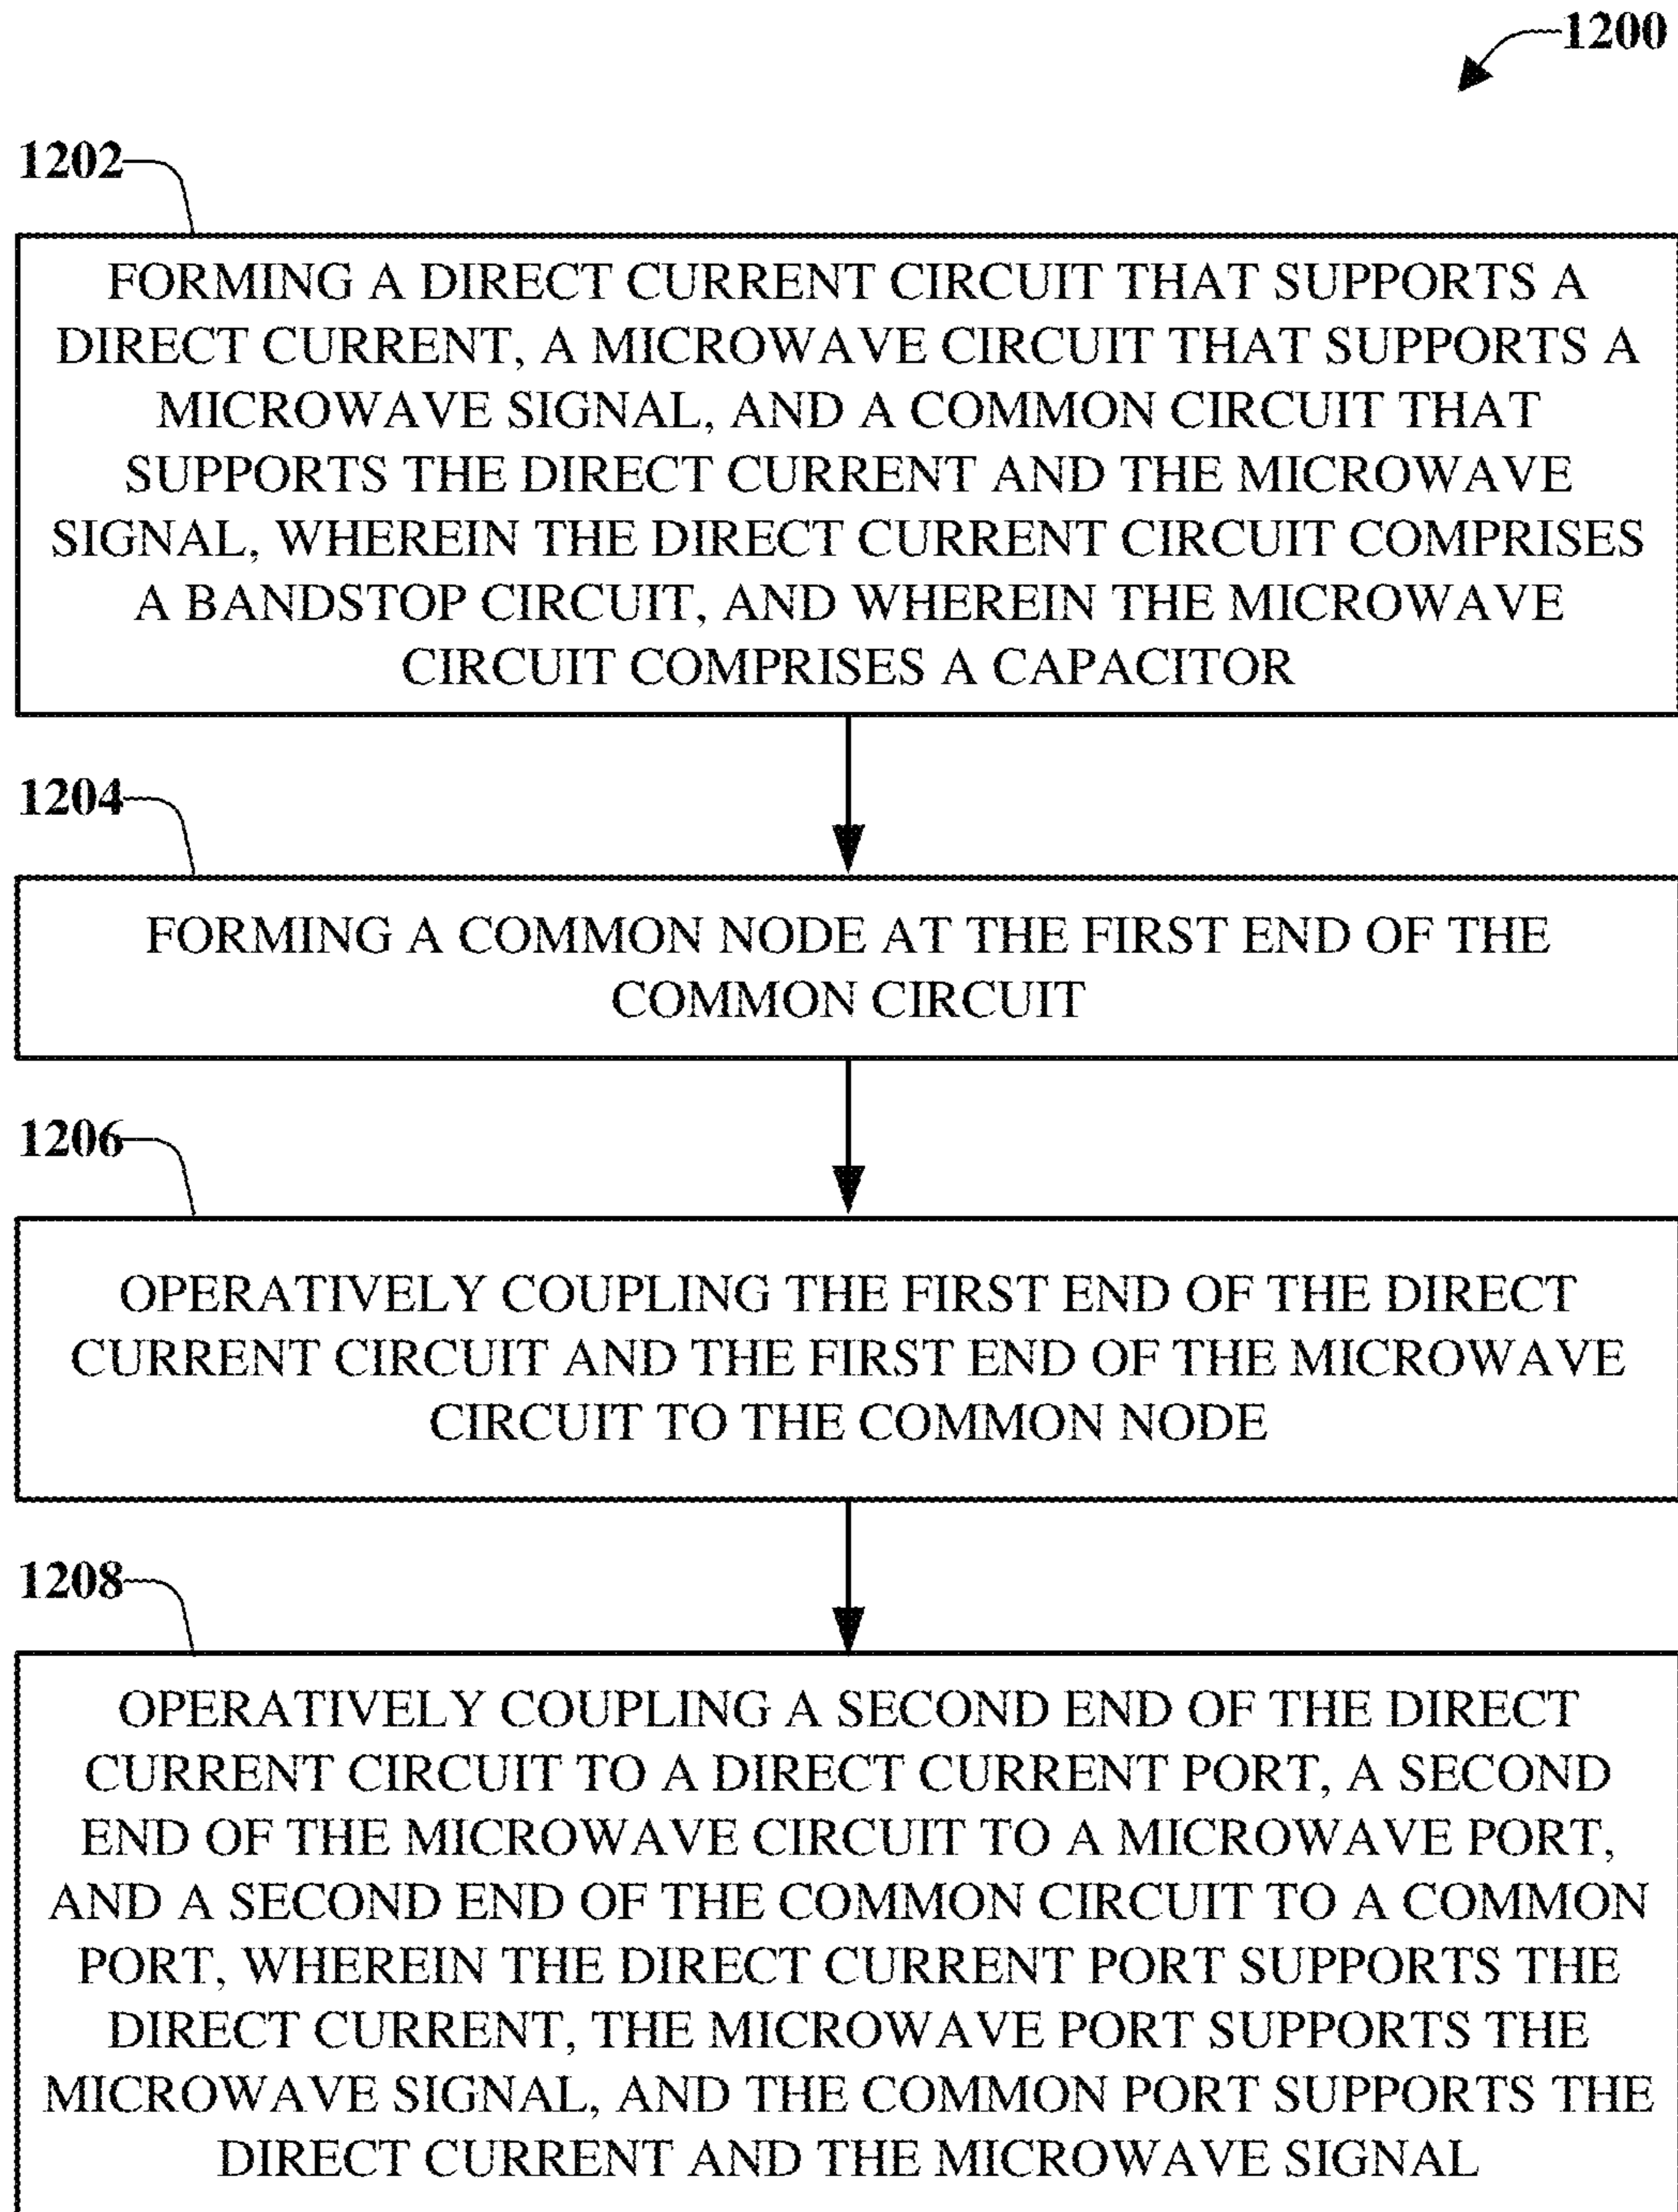 1200
1202
FORMING A DIRECT CURRENT CIRCUIT THAT SUPPORTS A
DIRECT CURRENT, A MICROWAVE CIRCUIT THAT SUPPORTS A
MICROWAVE SIGNAL, AND A COMMON CIRCUIT THAT
SUPPORTS THE DIRECT CURRENT AND THE MICROWAVE
SIGNAL, WHEREIN THE DIRECT CURRENT CIRCUIT COMPRISES
A BANDSTOP CIRCUIT, AND WHEREIN THE MICROWAVE
CIRCUIT COMPRISES A CAPACITOR
1204
FORMING A COMMON NODE AT THE FIRST END OF THE
COMMON CIRCUIT
1206
OPERATIVELY COUPLING THE FIRST END OF THE DIRECT
CURRENT CIRCUIT AND THE FIRST END OF THE MICROWAVE
CIRCUIT TO THE COMMON NODE
1208
OPERATIVELY COUPLING A SECOND END OF THE DIRECT
CURRENT CIRCUIT TO A DIRECT CURRENT PORT, A SECOND
END OF THE MICROWAVE CIRCUIT TO A MICROWAVE PORT,
AND A SECOND END OF THE COMMON CIRCUIT TO A COMMON
PORT, WHEREIN THE DIRECT CURRENT PORT SUPPORTS THE
DIRECT CURRENT, THE MICROWAVE PORT SUPPORTS THE
MICROWAVE SIGNAL, AND THE COMMON PORT SUPPORTS THE
DIRECT CURRENT AND THE MICROWAVE SIGNAL